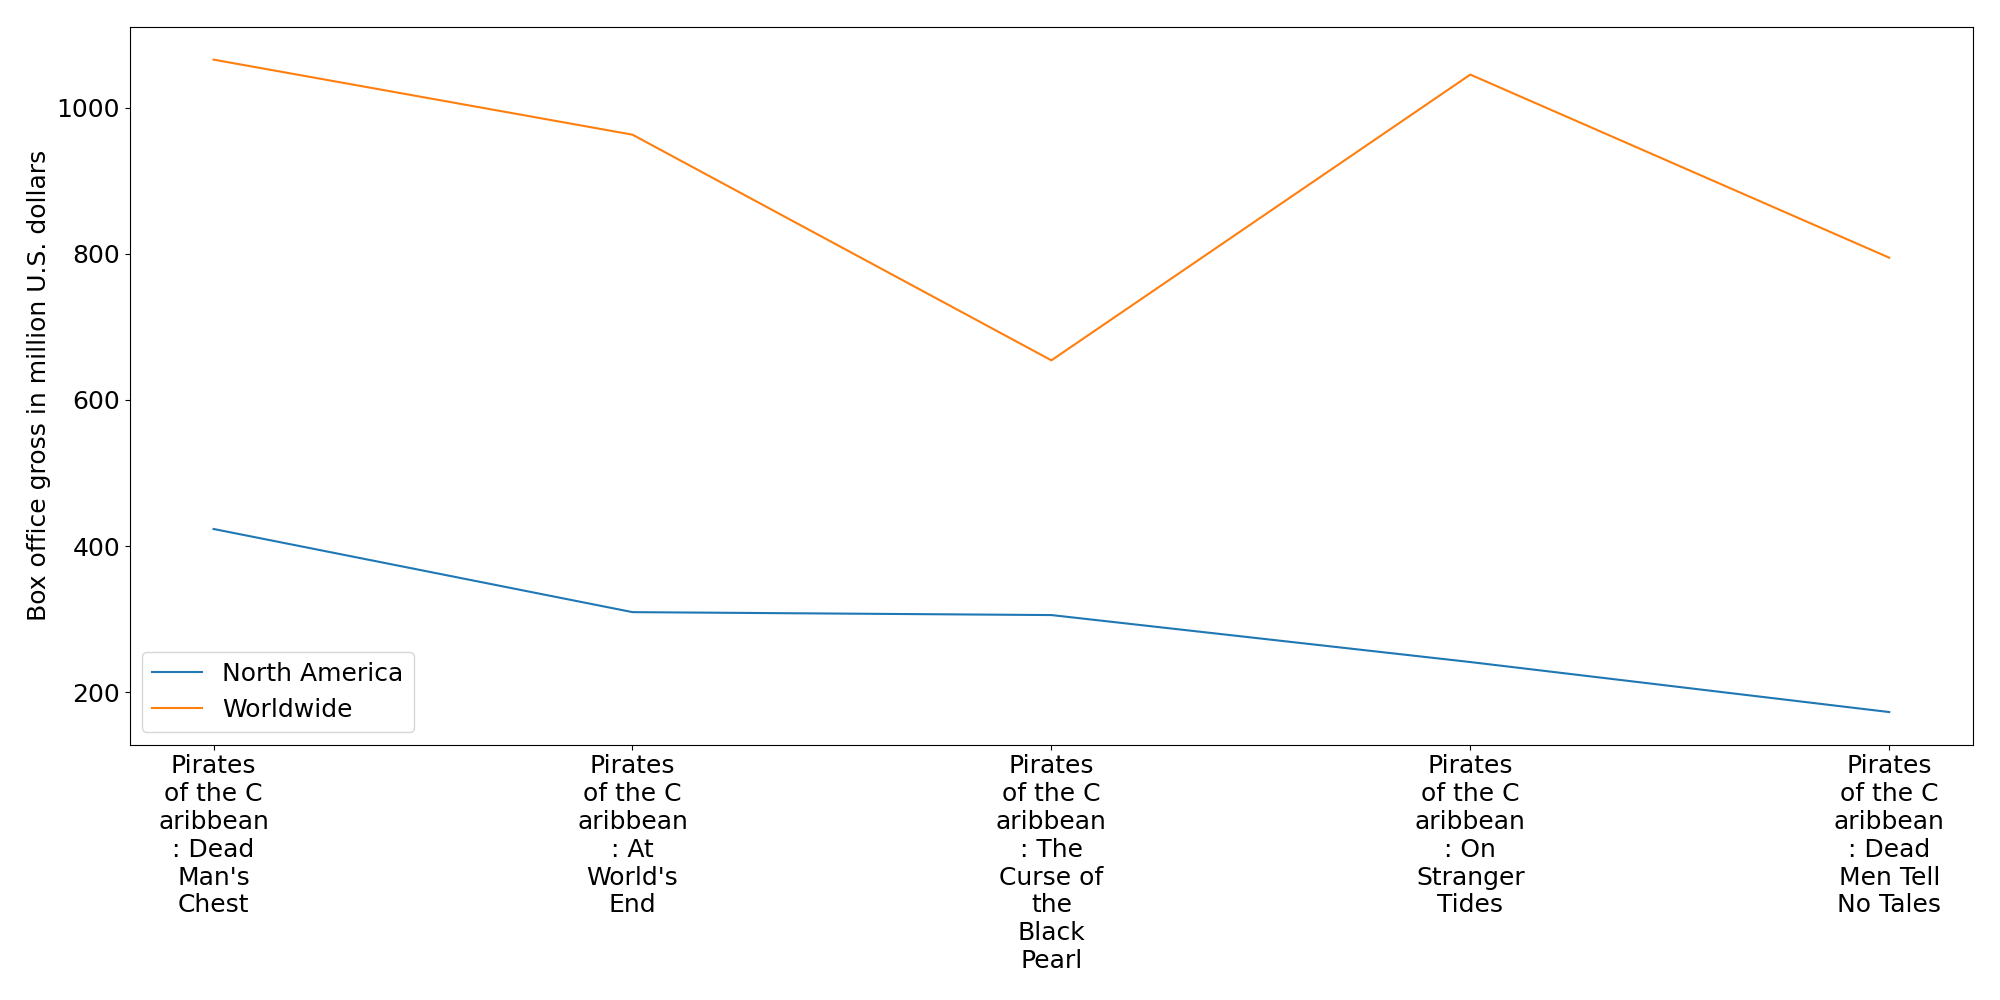 Box office gross in million U.S. dollars
1000
800
600
400
200
North America
Worldwide
Pirates
of the C
aribbean
: Dead
Man's
Chest
Pirates
of the C
aribbean
: At
World's
End
Pirates
of the C
aribbean
: The
Curse of
the
Black
Pearl
Pirates
of the C
aribbean
: On
Stranger
Tides
Pirates
of the C
aribbean
: Dead
Men Tell
No Tales